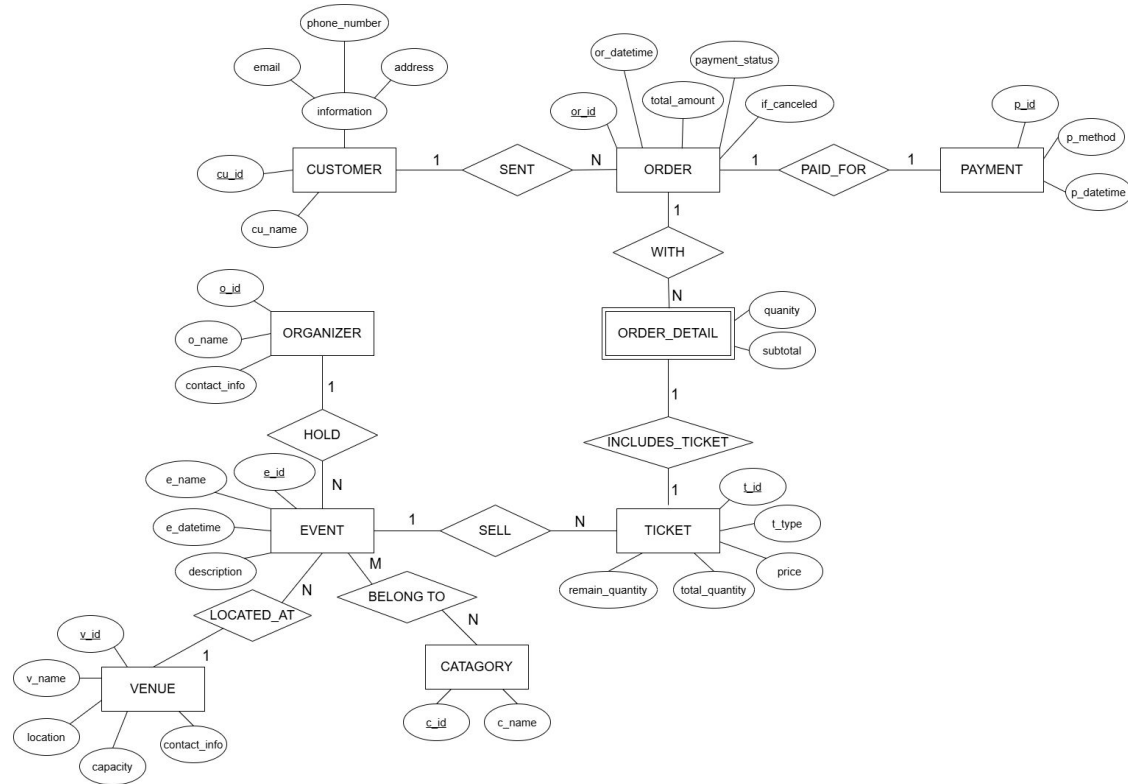 phone_number
email
address
information
or_datetime
payment_status
or_id
total_amount
if_canceled
p_id
p_method
p_datetime
cu_id
cu_name
CUSTOMER
1
SENT
N
ORDER
1
PAID_FOR
1
PAYMENT
1
WITH
N
ORDER_DETAIL
quanity
subtotal
o_id
o_name
contact_info
ORGANIZER
1
HOLD
N
1
INCLUDES_TICKET
1
e_name
e_id
e_datetime
description
EVENT
1
SELL
N
TICKET
t_id
t_type
price
remain_quantity
total_quantity
N
LOCATED_AT
1
M
BELONG TO
N
CATAGORY
c_id
c_name
v_id
v_name
location
capacity
contact_info
VENUE